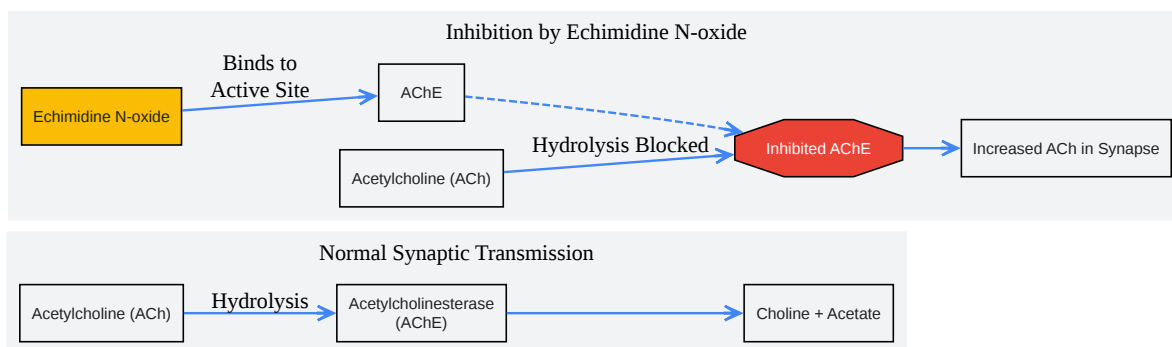 Inhibition by Echimidine N-oxide
Binds to
Active Site
Echimidine N-oxide
AChE
Hydrolysis Blocked
Acetylcholine (ACh)
Inhibited AChE
Increased ACh in Synapse
Normal Synaptic Transmission
Acetylcholine (ACh)
Hydrolysis
Acetylcholinesterase
(AChE)
Choline + Acetate